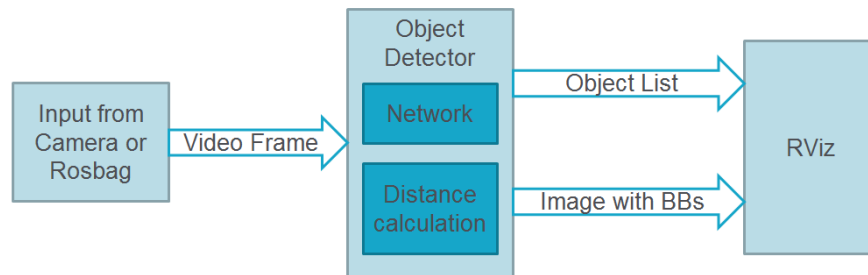 Input from
Camera or
Rosbag
Video Frame
Object
Detector
Network
Distance
calculation
Object List
Image with BBs
RViz